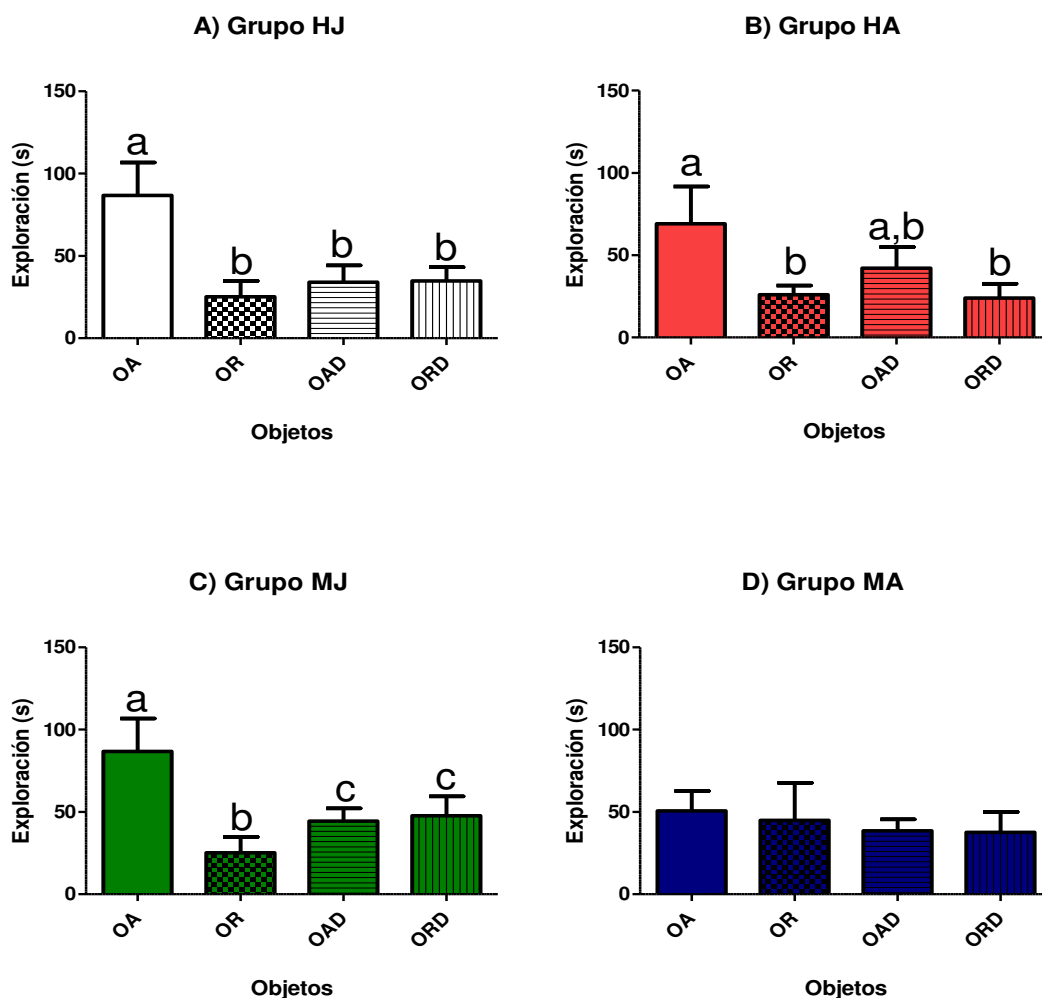 A) Grupo HJ
150
100
50
0
Exploración (s)
a
b
b
b
OA
OR
OAD
ORD
Objetos
B) Grupo HA
150
100
50
0
Exploración (s)
a
b
a,b
b
OA
OR
OAD
ORD
Objetos
C) Grupo MJ
150
100
50
0
Exploración (s)
a
b
c
c
OA
OR
OAD
ORD
Objetos
D) Grupo MA
150
100
50
0
Exploración (s)
OA
OR
OAD
ORD
Objetos